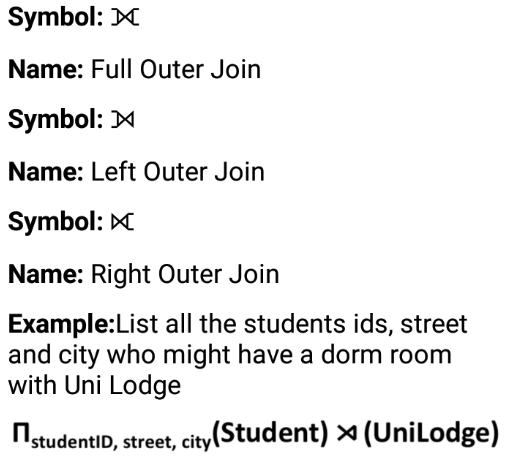 Symbol: ⟗
Name: Full Outer Join
Symbol: ⟕
Name: Left Outer Join
Symbol: ⟖
Name: Right Outer Join
Example:List all the students ids, street
and city who might have a dorm room
with Uni Lodge
Π studentID, street, city(Student) ⟕ (UniLodge)